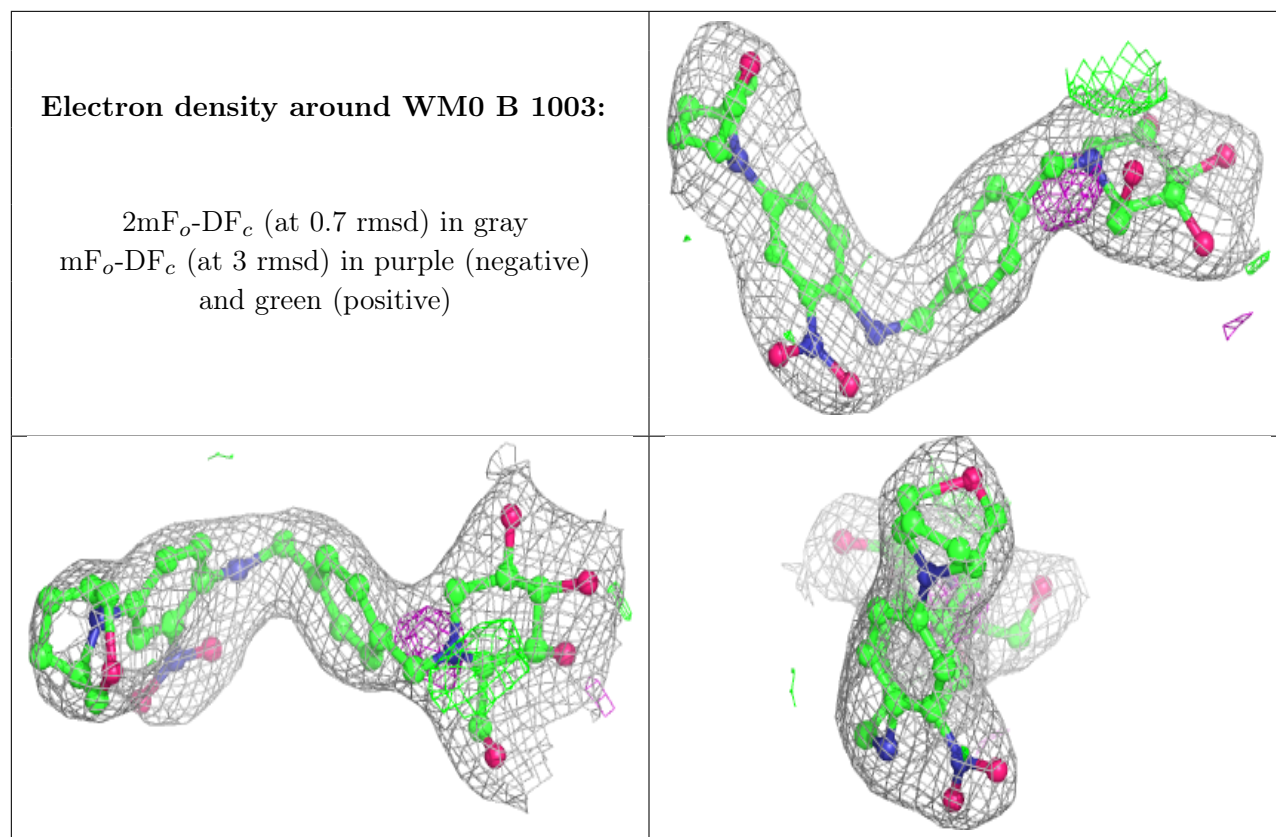 Electron density around WM0 B 1003:
2mFo-DFc (at 0.7 rmsd) in gray
mFo-DFc (at 3 rmsd) in purple (negative)
and green (positive)